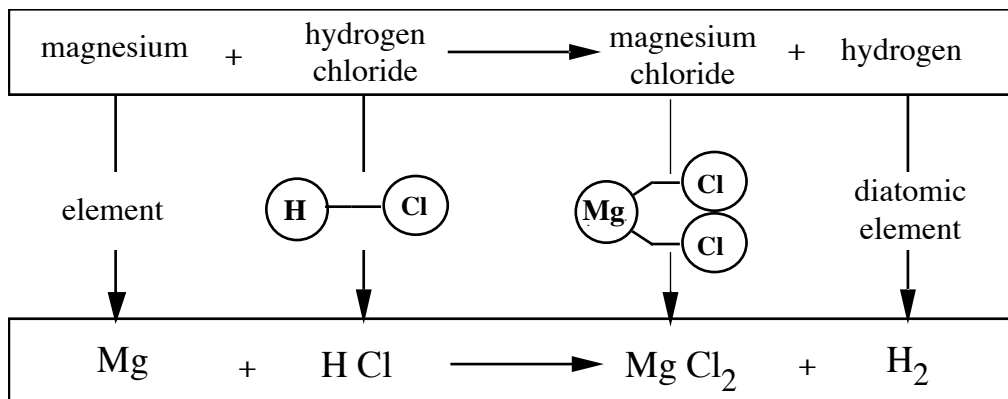 magnesium + hydrogen chloride magnesium chloride + hydrogen
element
H Cl
Mg Cl Cl
diatomic element
Mg + H Cl Mg Cl2 + H2